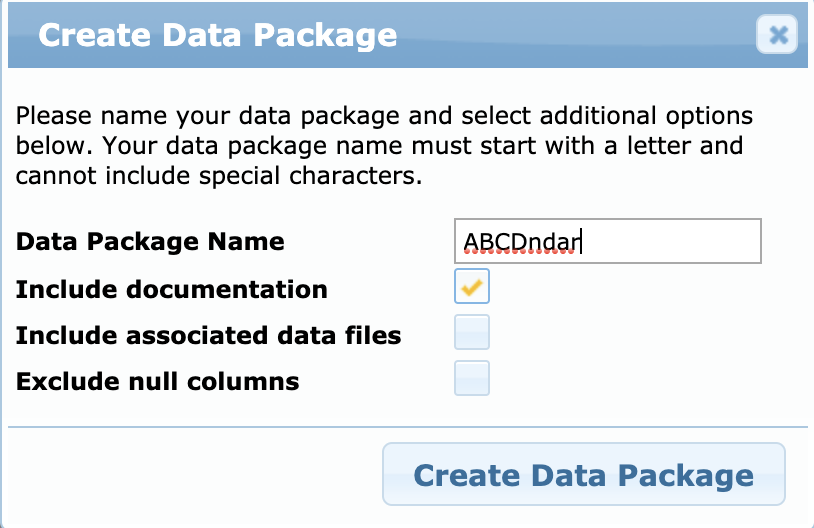 Create Data Package
Please name your data package and select additional options
below. Your data package name must start with a letter and
cannot include special characters.
Data Package Name ABCDndar
Include documentation
Include associated data files
Exclude null columns
Create Data Package